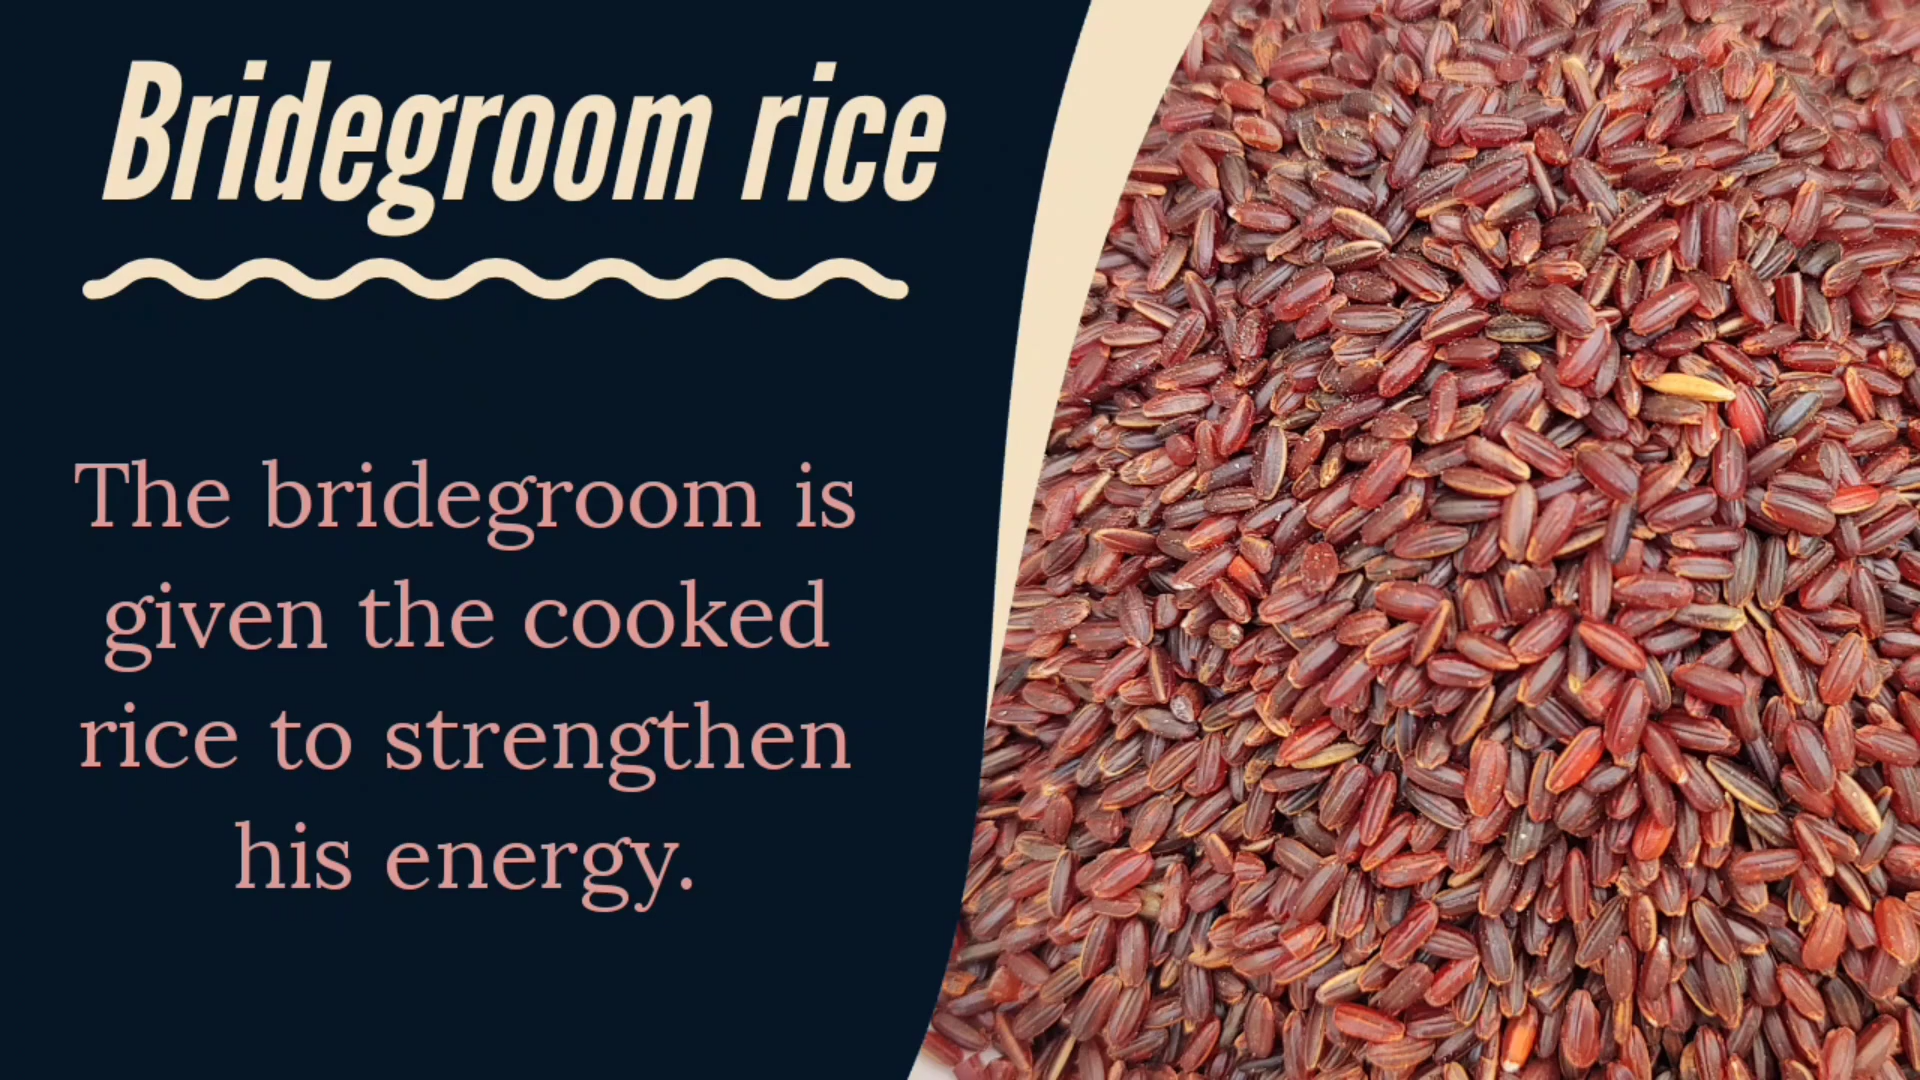 Bridegroom rice
The bridegroom is
given the cooked
rice to strengthen
his energy.